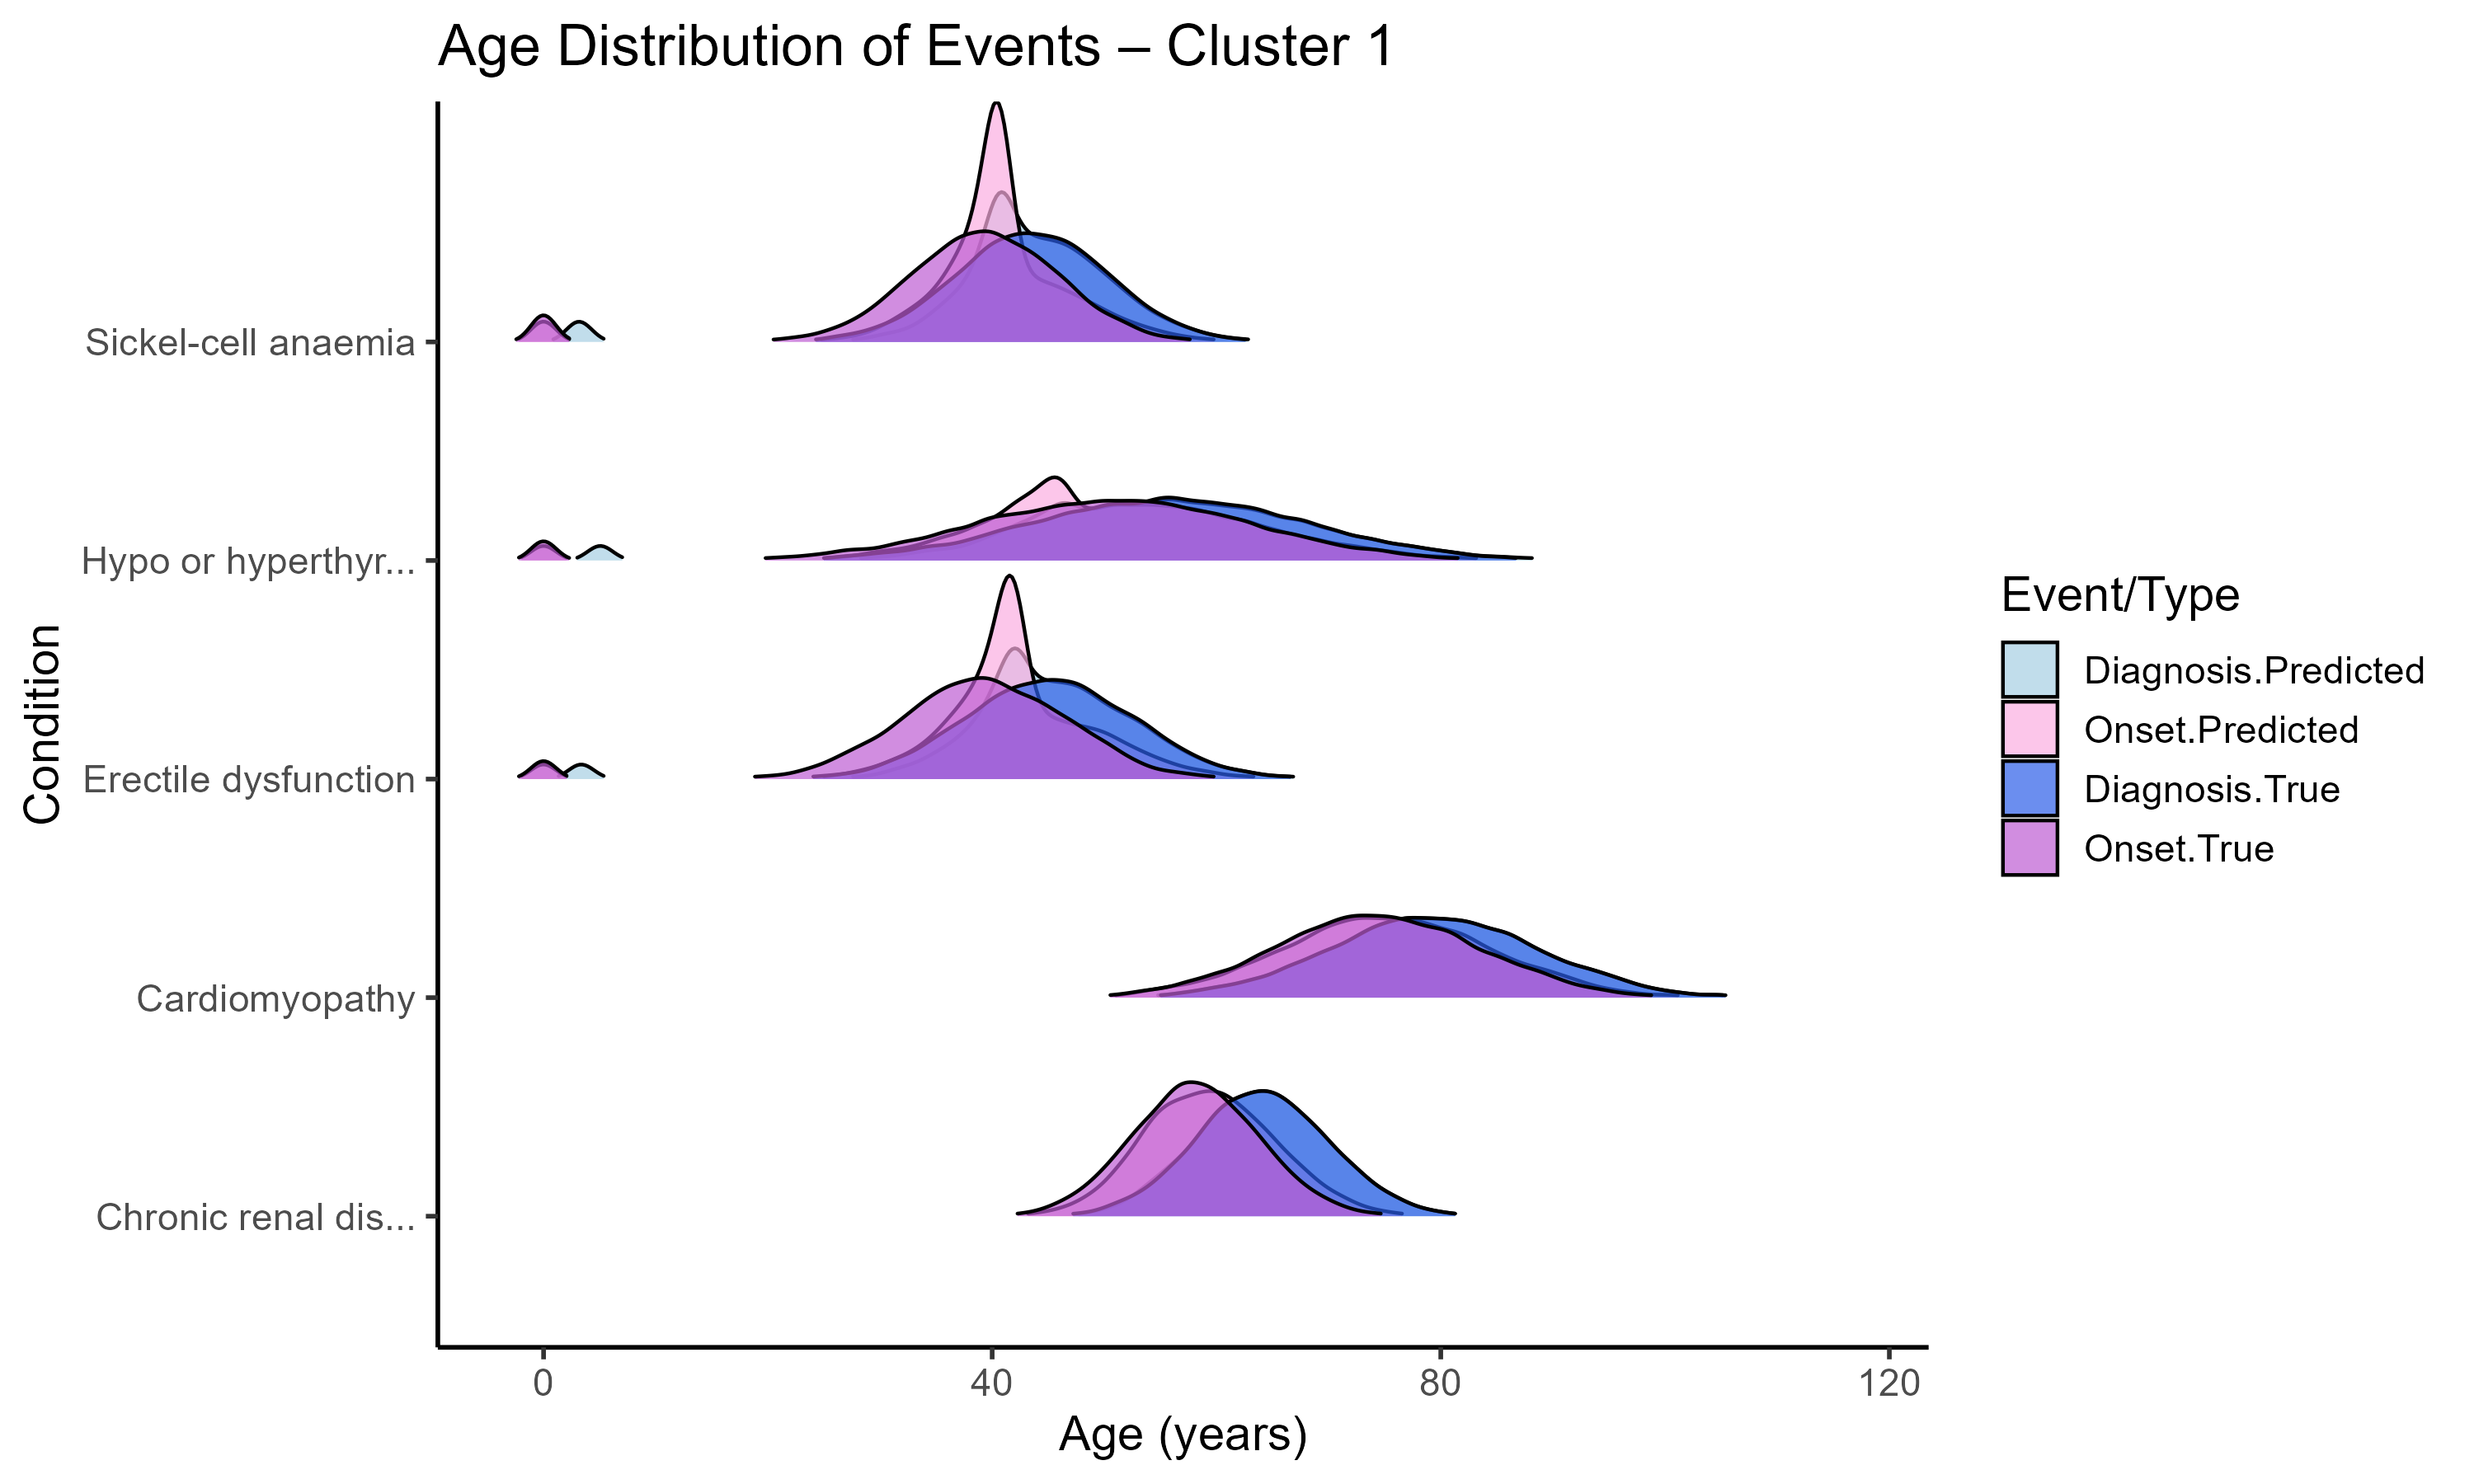 Age Distribution of Events – Cluster 1
Condition
Sickel-cell anaemia
Hypo or hyperthyr...
Erectile dysfunction
Cardiomyopathy
Chronic renal dis...
0
40
80
120
Age (years)
Event/Type
Diagnosis.Predicted
Onset.Predicted
Diagnosis.True
Onset.True